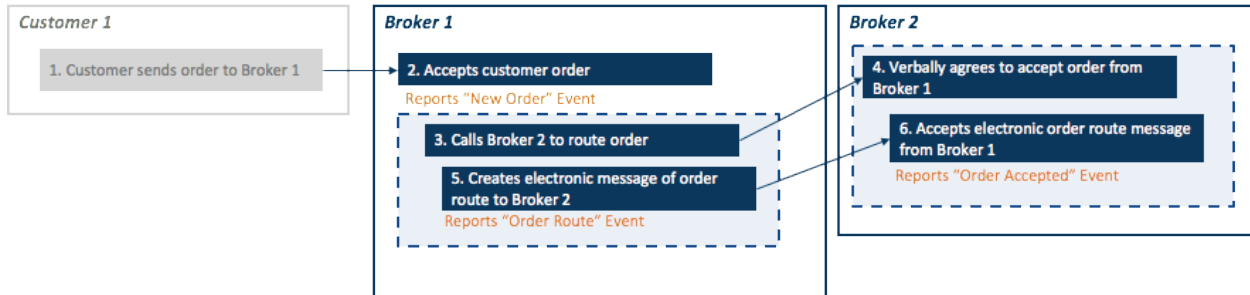 Customer 1
1. Customer sends order to Broker 1
Broker 1
2. Accepts customer order
Reports "New Order" Event
3. Calls Broker 2 to route order
5. Creates electronic message of order
route to Broker 2
Reports "Order Route" Event
Broker 2
4. Verbally agrees to accept order from
Broker 1
6. Accepts electronic order route message
from Broker 1
Reports "Order Accepted" Event